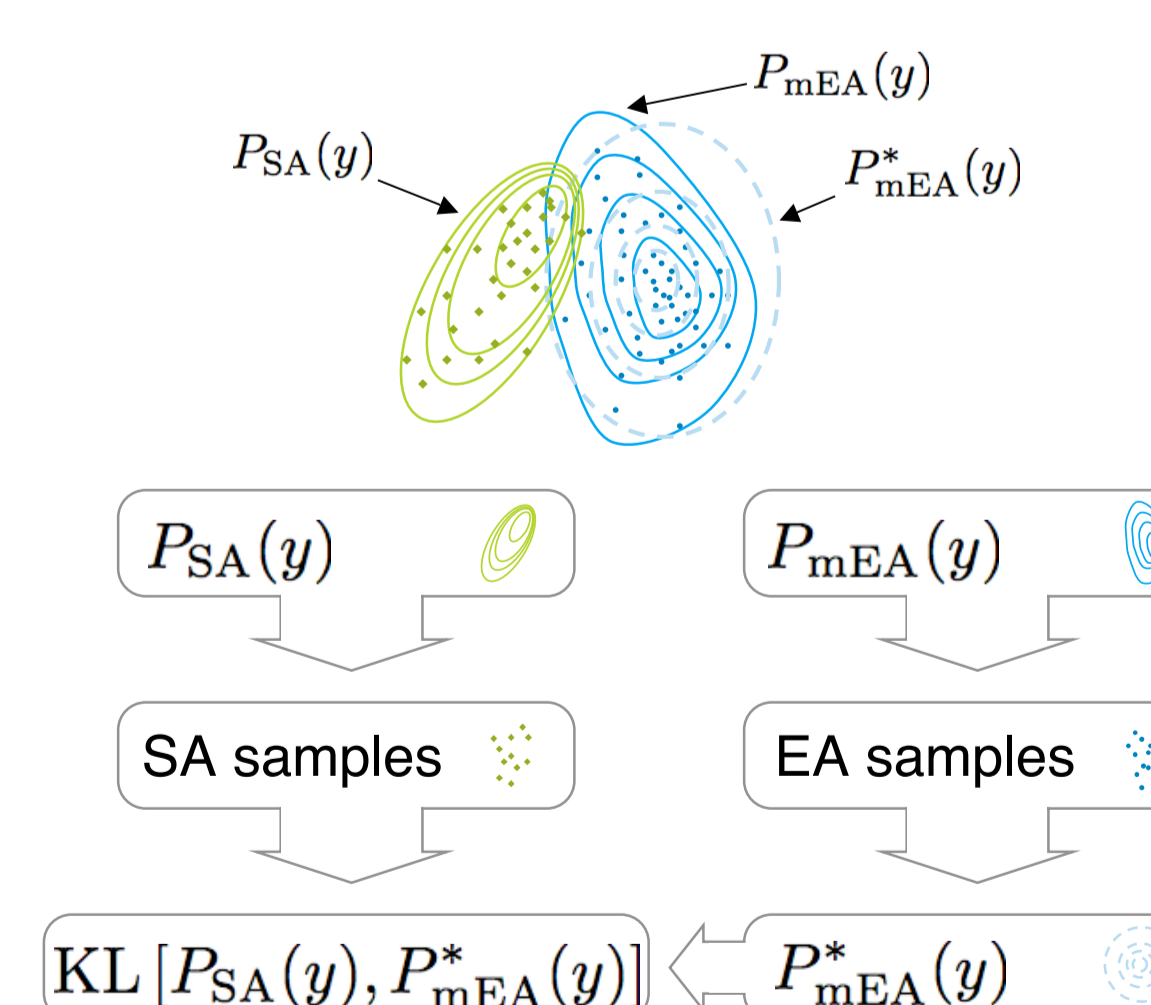 P_mEA(y)
P_SA(y)
P*_mEA(y)
P_SA(y)
P_mEA(y)
SA samples
EA samples
KL [P_SA(y), P*_mEA(y)]
P*_mEA(y)